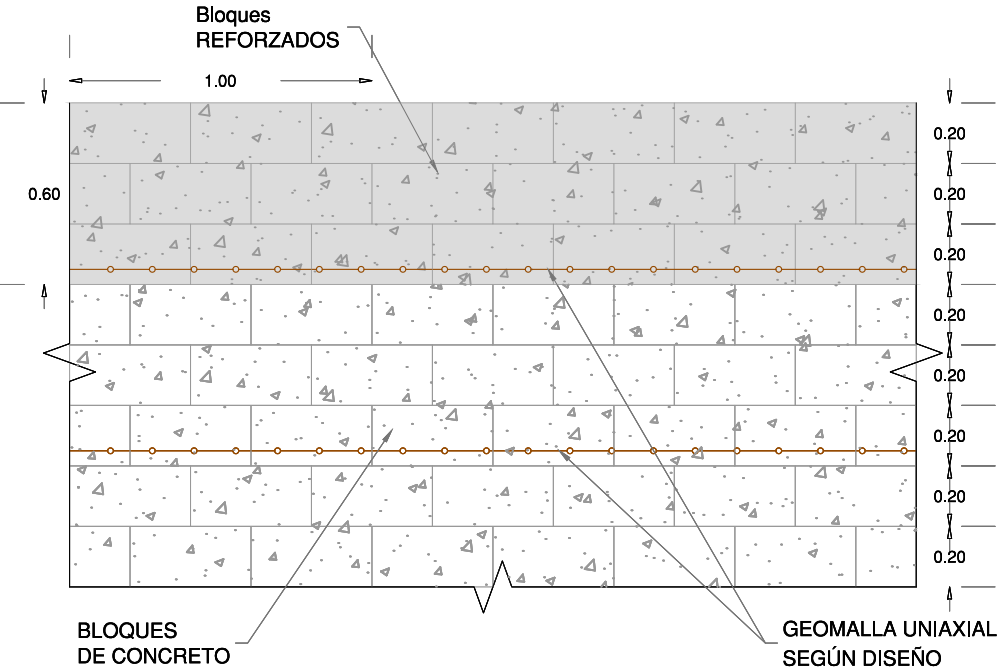 Bloques
REFORZADOS
1.00
0.60
0.20
0.20
0.20
0.20
0.20
0.20
0.20
0.20
BLOQUES
DE CONCRETO
GEOMALLA UNIAXIAL
SEGÚN DISEÑO